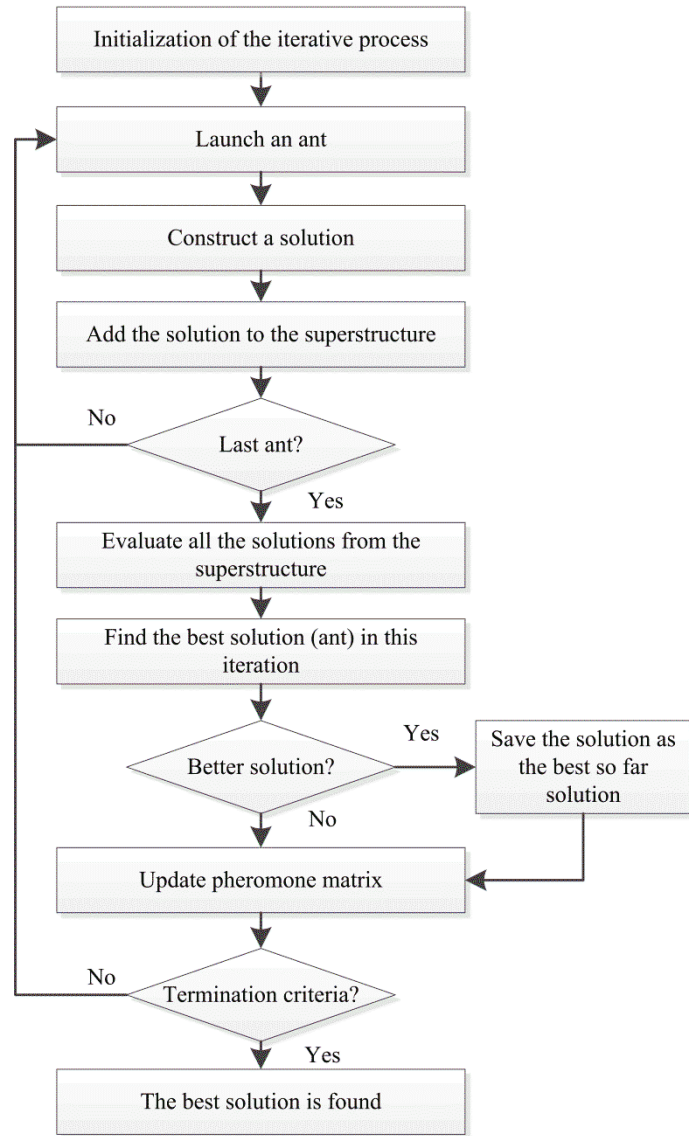 Initialization of the iterative process
Launch an ant
Construct a solution
Add the solution to the superstructure
No
Last ant?
Yes
Evaluate all the solutions from the
superstructure
Find the best solution (ant) in this
iteration
Yes
Better solution?
Save the solution as
the best so far
solution
No
Update pheromone matrix
No
Termination criteria?
Yes
The best solution is found